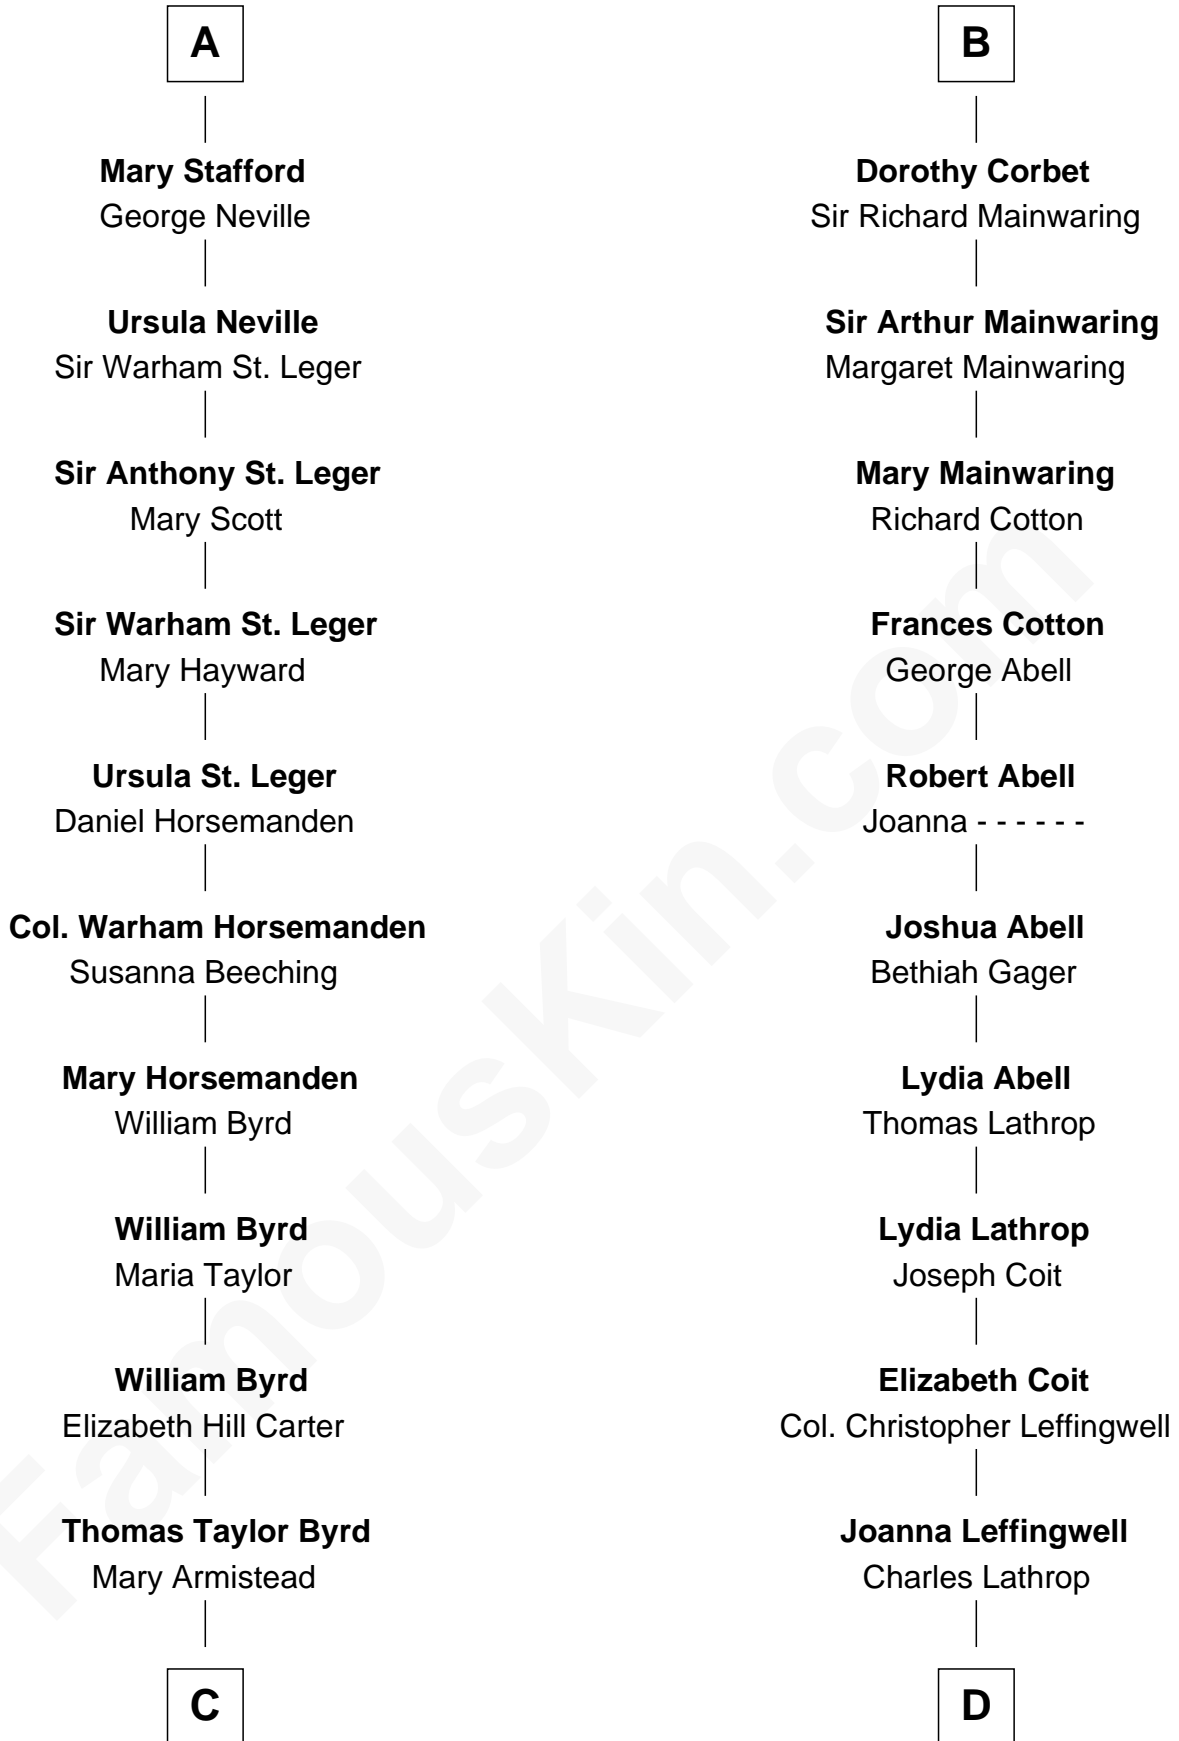 A
Mary Stafford
George Neville
Ursula Neville
Sir Warham St. Leger
Sir Anthony St. Leger
Mary Scott
Sir Warham St. Leger
Mary Hayward
Ursula St. Leger
Daniel Horsemanden
Col. Warham Horsemanden
Susanna Beeching
Mary Horsemanden
William Byrd
William Byrd
Maria Taylor
William Byrd
Elizabeth Hill Carter
Thomas Taylor Byrd
Mary Armistead
C
B
Dorothy Corbet
Sir Richard Mainwaring
Sir Arthur Mainwaring
Margaret Mainwaring
Mary Mainwaring
Richard Cotton
Frances Cotton
George Abell
Robert Abell
Joanna - - - - - -
Joshua Abell
Bethiah Gager
Lydia Abell
Thomas Lathrop
Lydia Lathrop
Joseph Coit
Elizabeth Coit
Col. Christopher Leffingwell
Joanna Leffingwell
Charles Lathrop
D
FamousKin.com